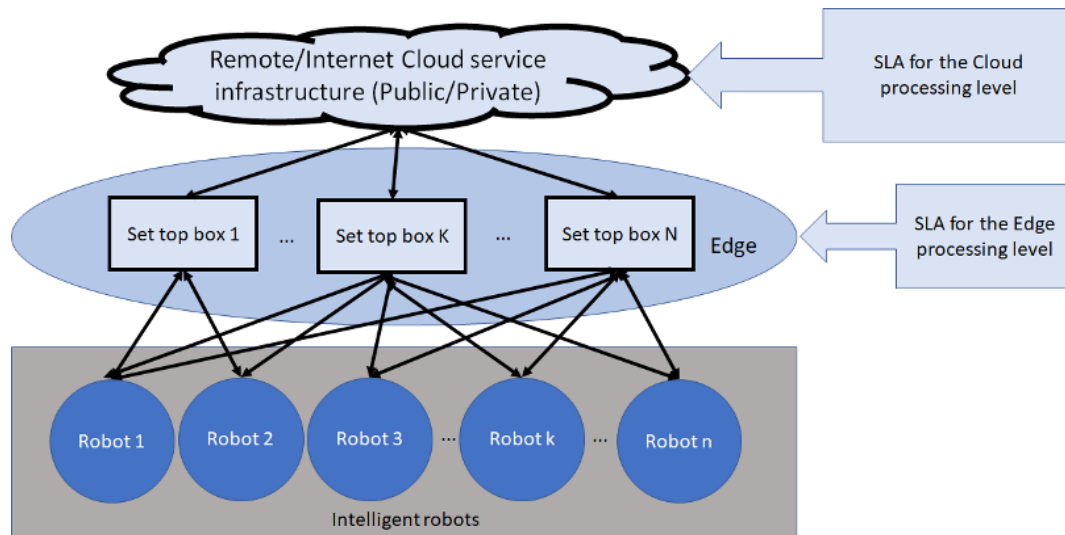 Remote/Internet Cloud service
infrastructure (Public/Private)
SLA for the Cloud
processing level
Set top box 1
...
Set top box K
...
Set top box N
Edge
SLA for the Edge
processing level
Robot 1
Robot 2
Robot 3
...
Robot k
...
Robot n
Intelligent robots